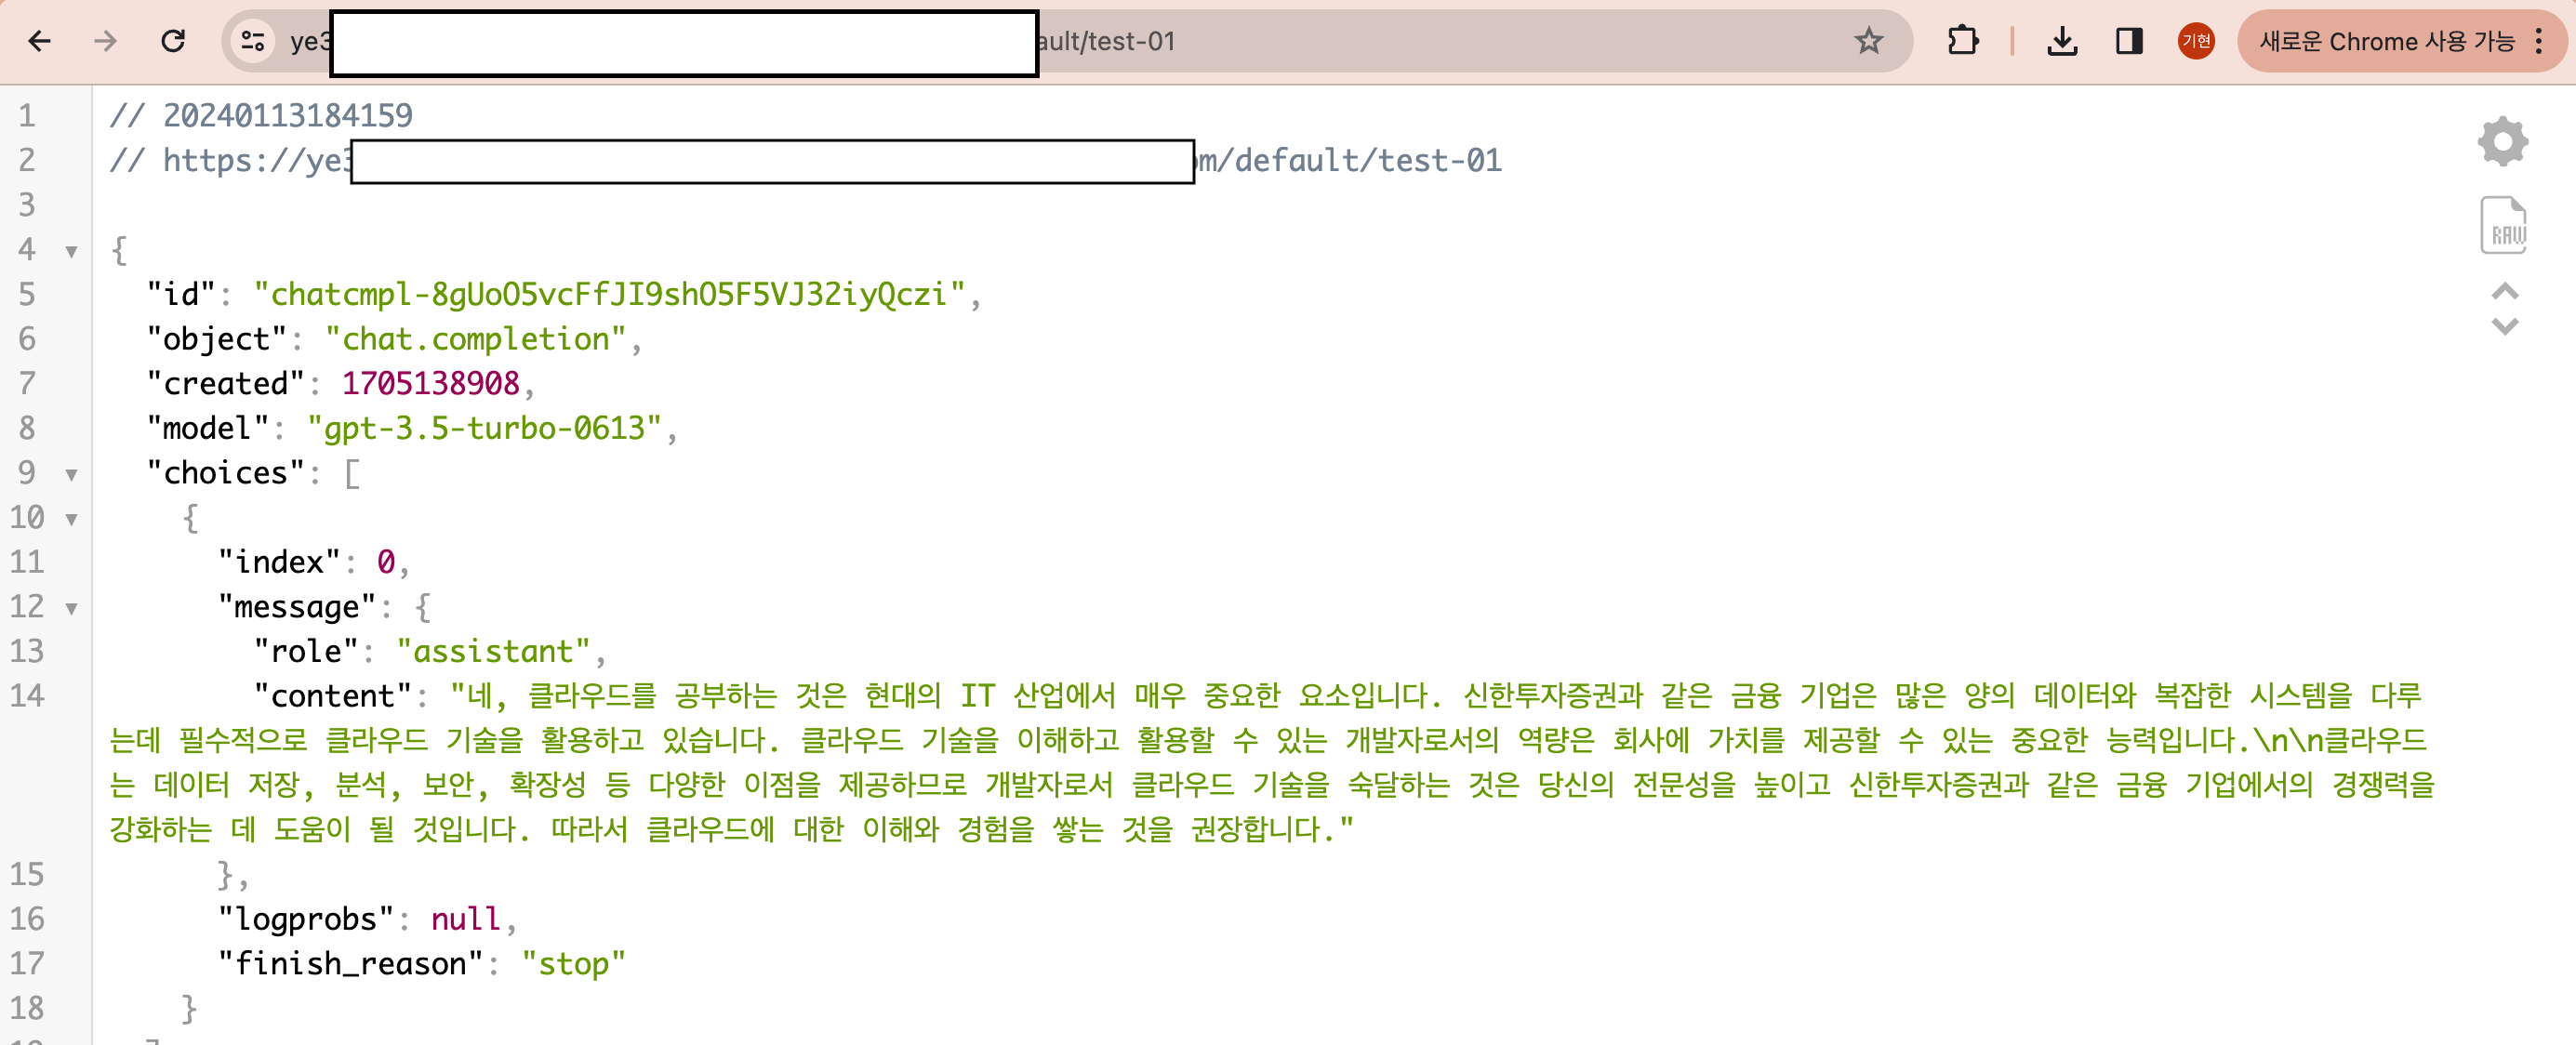 ye3 ault/test-01 기현 새로운 Chrome 사용 가능
1 // 20240113184159
2 // https://ye3 m/default/test-01
3
4 {
5 "id": "chatcmpl-8gUoO5vcFfJI9shO5F5VJ32iyQczi",
6 "object": "chat.completion",
7 "created": 1705138908,
8 "model": "gpt-3.5-turbo-0613",
9 "choices": [
10 {
11 "index": 0,
12 "message": {
13 "role": "assistant",
14 "content": "네, 클라우드를 공부하는 것은 현대의 IT 산업에서 매우 중요한 요소입니다. 신한투자증권과 같은 금융 기업은 많은 양의 데이터와 복잡한 시스템을 다루
는데 필수적으로 클라우드 기술을 활용하고 있습니다. 클라우드 기술을 이해하고 활용할 수 있는 개발자로서의 역량은 회사에 가치를 제공할 수 있는 중요한 능력입니다.\n\n클라우드
는 데이터 저장, 분석, 보안, 확장성 등 다양한 이점을 제공하므로 개발자로서 클라우드 기술을 숙달하는 것은 당신의 전문성을 높이고 신한투자증권과 같은 금융 기업에서의 경쟁력을
강화하는 데 도움이 될 것입니다. 따라서 클라우드에 대한 이해와 경험을 쌓는 것을 권장합니다."
15 },
16 "logprobs": null,
17 "finish_reason": "stop"
18 }
RAW